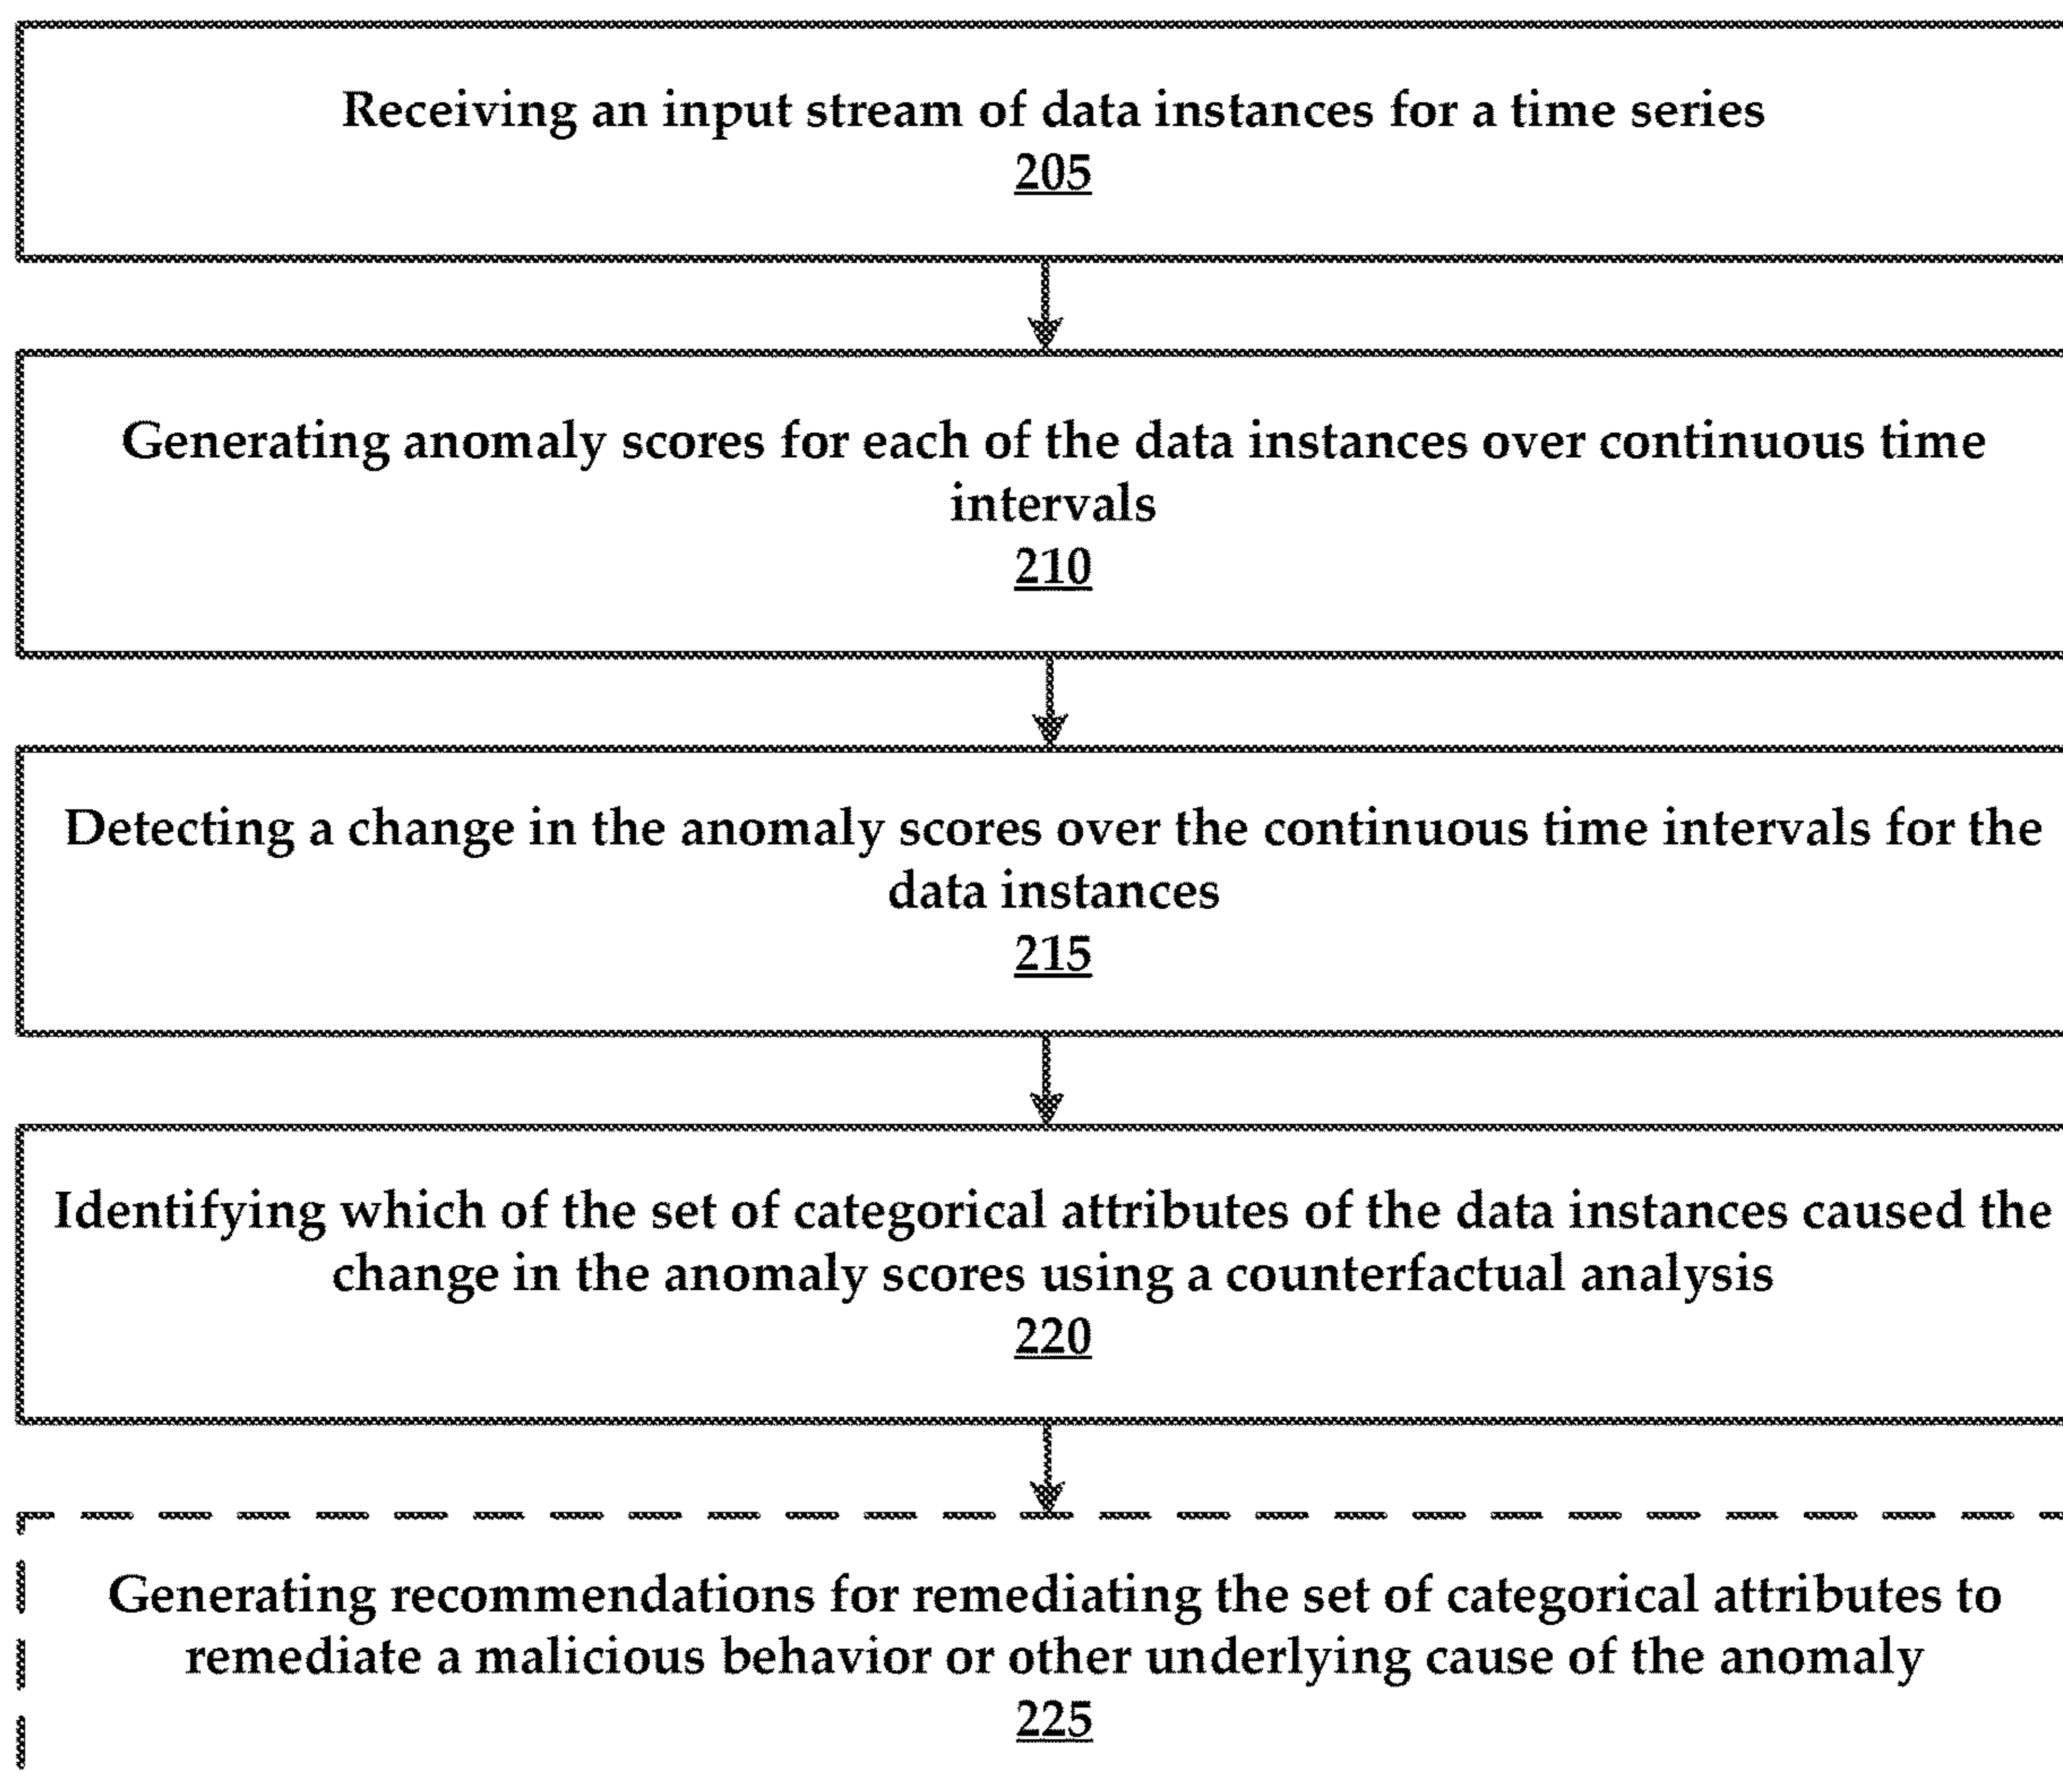 Receiving an input stream of data instances for a time series
205
Generating anomaly scores for each of the data instances over continuous time
intervals
210
Detecting a change in the anomaly scores over the continuous time intervals for the
data instances
215
Identifying which of the set of categorical attributes of the data instances caused the
change in the anomaly scores using a counterfactual analysis
220
Generating recommendations for remediating the set of categorical attributes to
remediate a malicious behavior or other underlying cause of the anomaly
225